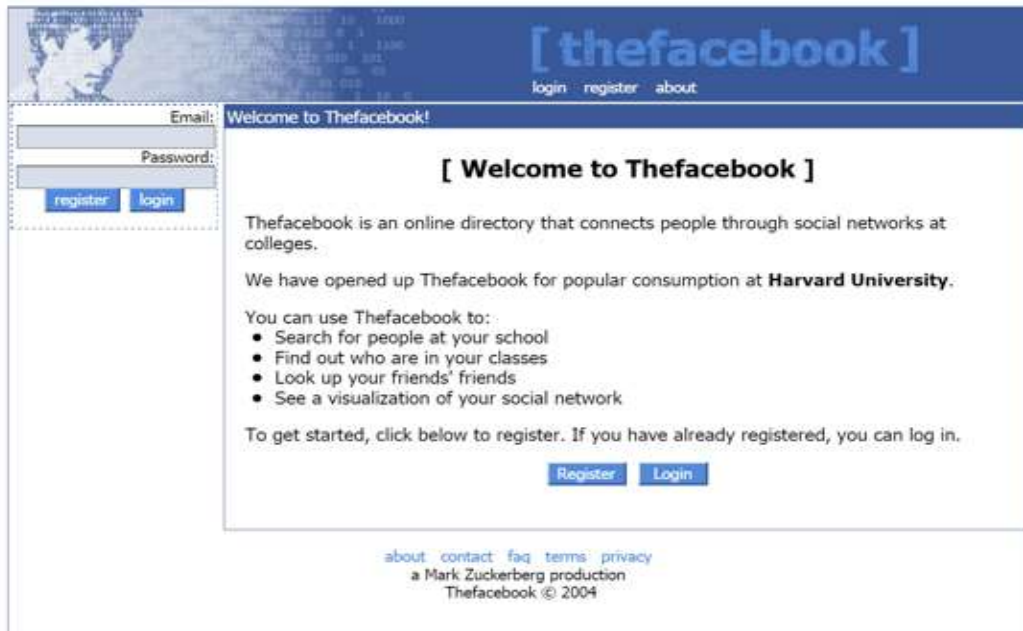 [ thefacebook ]
login register about
Email:
Password:
register login
Welcome to Thefacebook!
[ Welcome to Thefacebook ]
Thefacebook is an online directory that connects people through social networks at
colleges.
We have opened up Thefacebook for popular consumption at Harvard University.
You can use Thefacebook to:
• Search for people at your school
• Find out who are in your classes
• Look up your friends' friends
• See a visualization of your social network
To get started, click below to register. If you have already registered, you can log in.
Register Login
about contact faq terms privacy
a Mark Zuckerberg production
Thefacebook © 2004